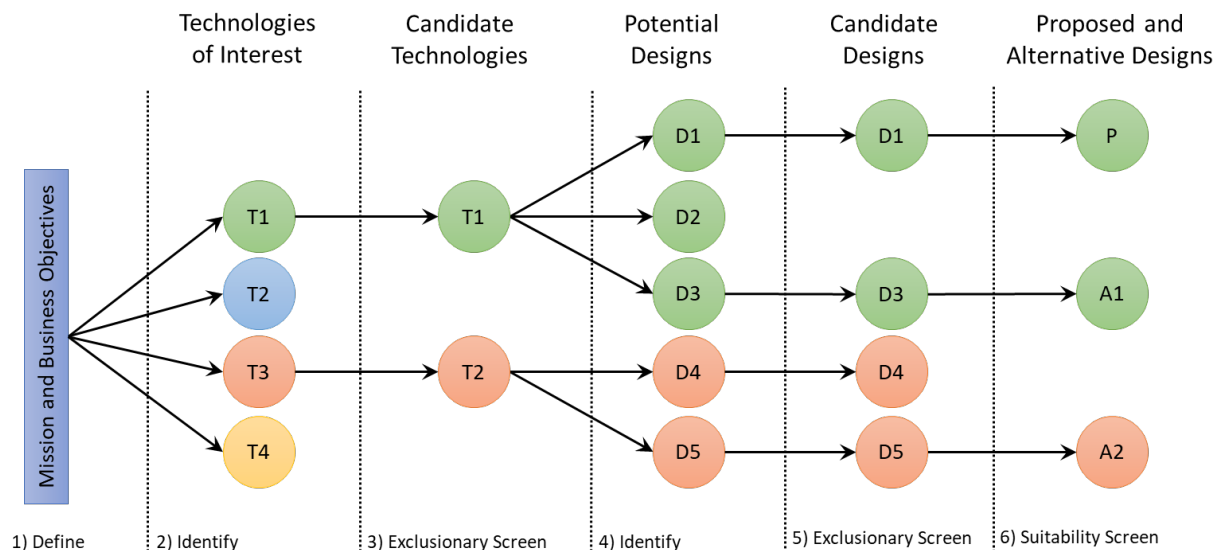 Technologies
of Interest
Candidate
Technologies
Potential
Designs
Candidate
Designs
Proposed and
Alternative Designs
Mission and Business Objectives
T1
T2
T3
T4
T1
T2
D1
D2
D3
D4
D5
D1
D3
D4
D5
P
A1
A2
1) Define
2) Identify
3) Exclusionary Screen
4) Identify
5) Exclusionary Screen
6) Suitability Screen